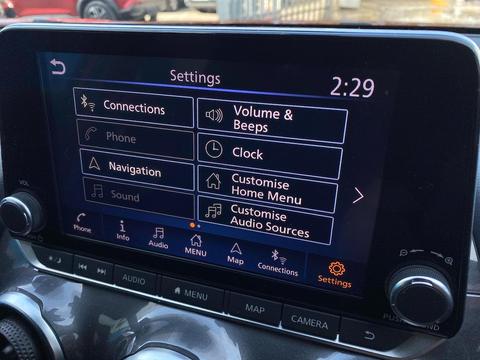 Settings
2:29
Connections
Volume &
Beeps
Phone
Clock
Navigation
Customise
Home Menu
Sound
Customise
Audio Sources
Phone
Info
Audio
MENU
Map
Connections
Settings
VOL
AUDIO
MENU
MAP
CAMERA